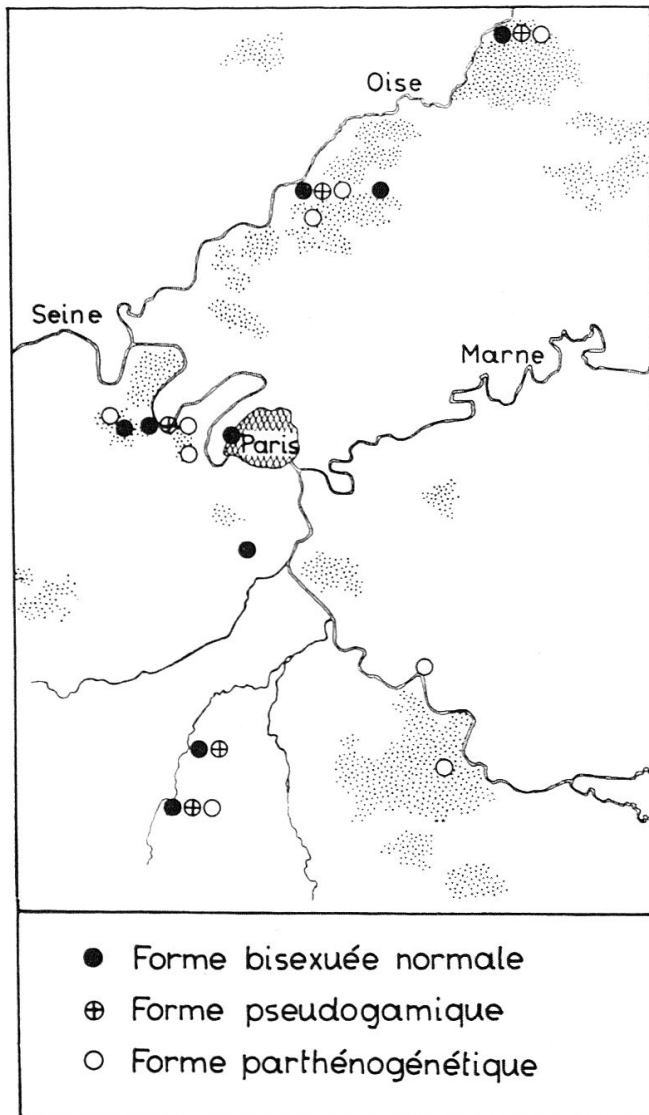 Oise
Seine
Marne
Paris
Forme bisexuée normale
Forme pseudogamique
Forme parthénogénétique